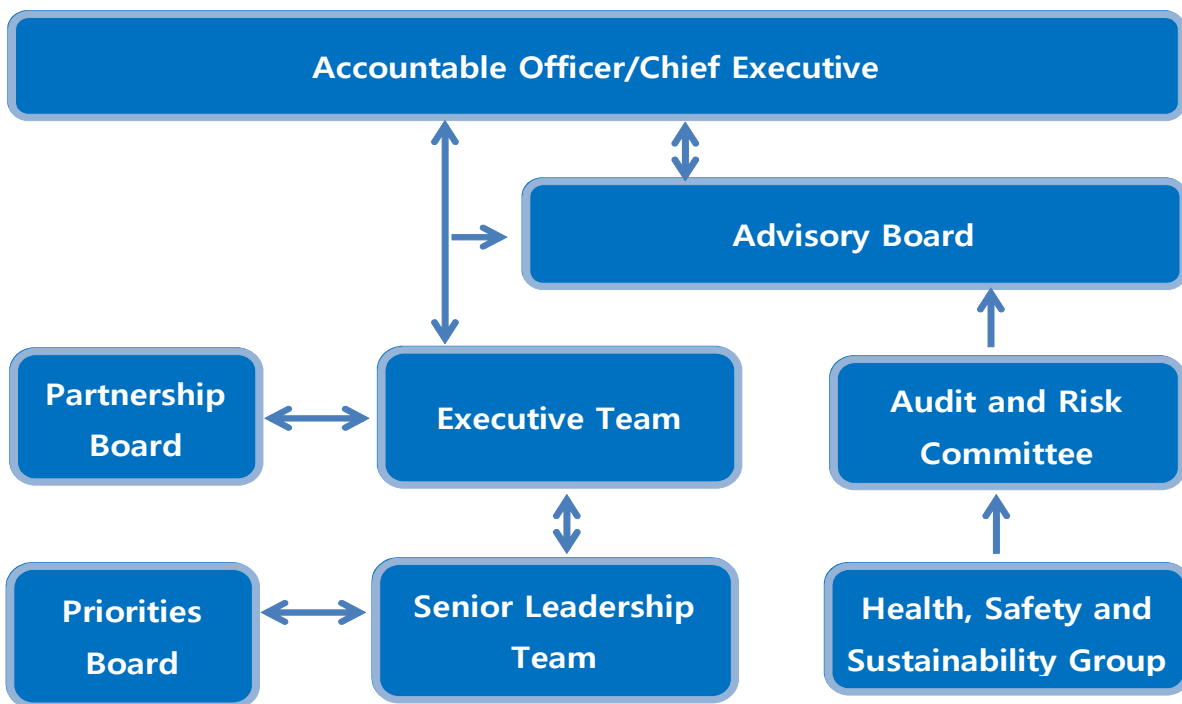 Accountable Officer/Chief Executive
Advisory Board
Partnership
Board
Executive Team
Audit and Risk
Committee
Priorities
Board
Senior Leadership
Team
Health, Safety and
Sustainability Group